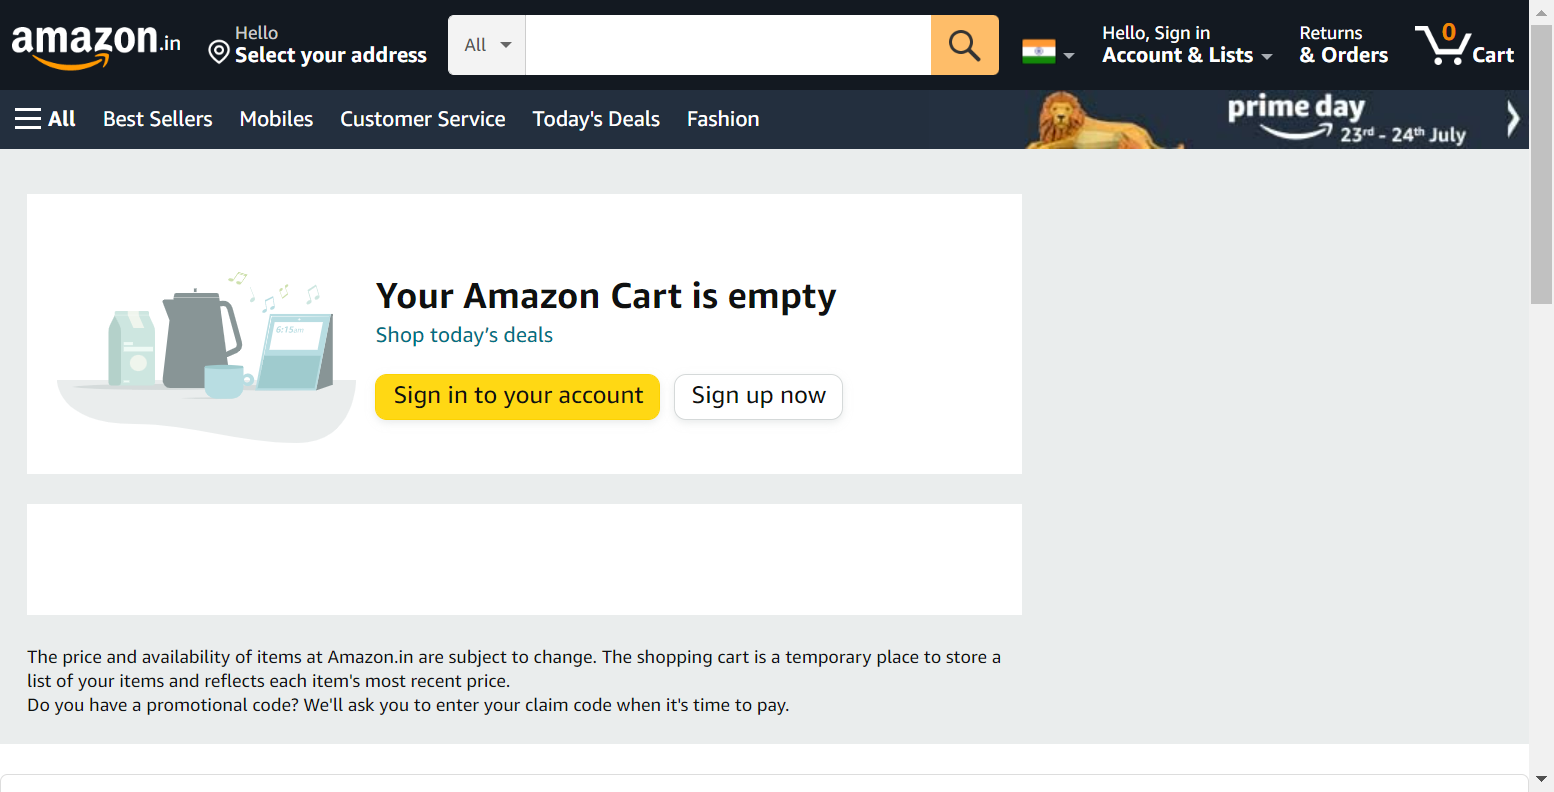 amazon.in
Hello
Select your address
All
Hello, Sign in
Account & Lists
Returns
& Orders
0
Cart
All
Best Sellers
Mobiles
Customer Service
Today's Deals
Fashion
prime day
23rd - 24th July
6:15am
Your Amazon Cart is empty
Shop today’s deals
Sign in to your account
Sign up now
The price and availability of items at Amazon.in are subject to change. The shopping cart is a temporary place to store a
list of your items and reflects each item's most recent price.
Do you have a promotional code? We'll ask you to enter your claim code when it's time to pay.